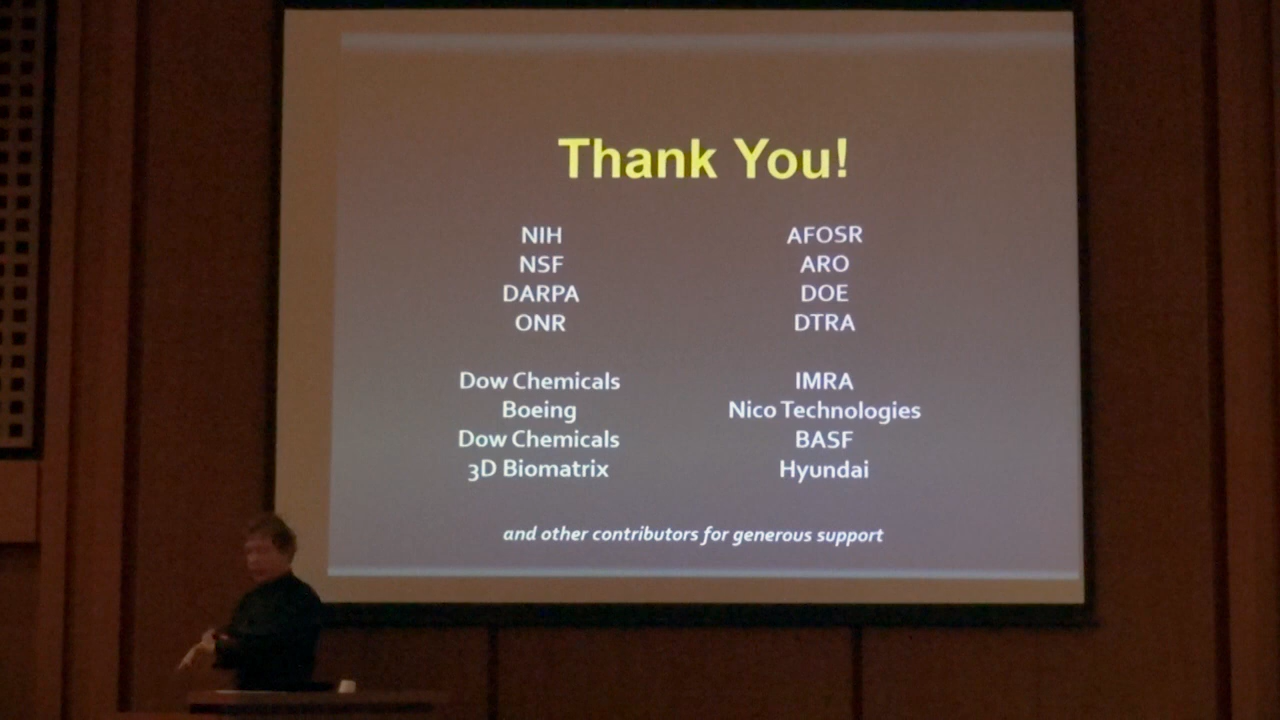 Thank You!
NIH
NSF
DARPA
ONR
AFOSR
ARO
DOE
DTRA
Dow Chemicals
Boeing
Dow Chemicals
3D Biomatrix
IMRA
Nico Technologies
BASF
Hyundai
and other contributors for generous support